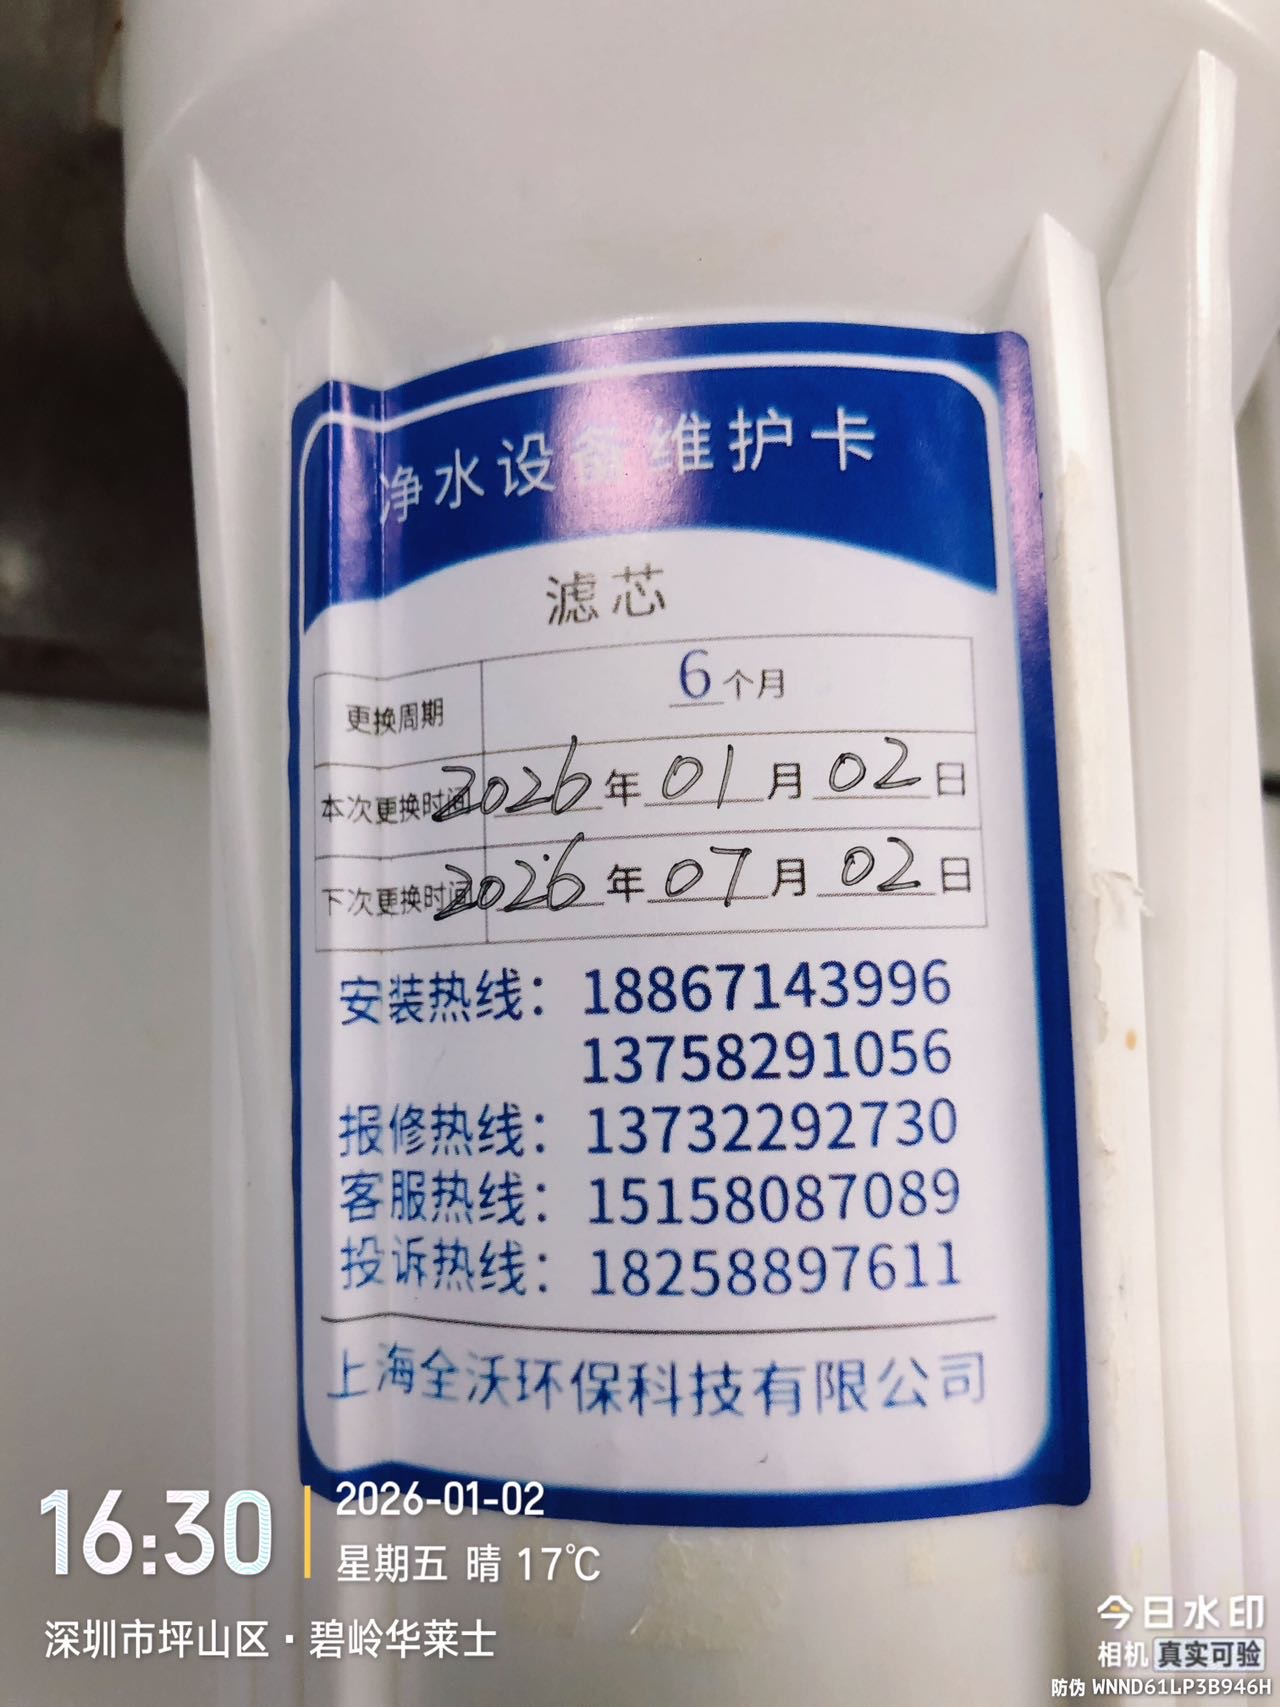 净水设备维护卡
滤芯
更换周期 6个月
本次更换时间 2026年01月02日
下次更换时间 2026年07月02日
安装热线：18867143996
13758291056
报修热线：13732292730
客服热线：15158087089
投诉热线：18258897611
上海全沃环保科技有限公司
16:30
2026-01-02
星期五 晴 17℃
深圳市坪山区·碧岭华莱士
今日水印
相机 真实可验
防伪 WNND61LP3B946H